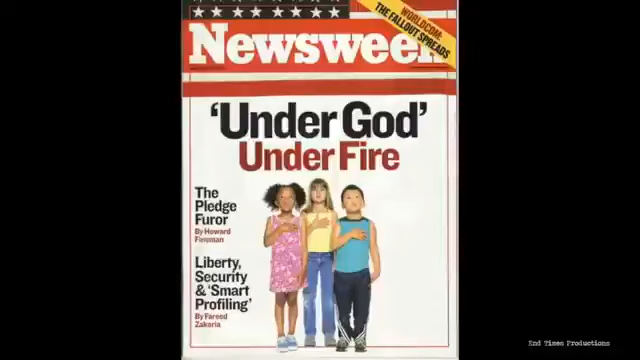 WORLDCOM:
THE FALLOUT SPREADS
Newsweek
‘Under God’
Under Fire
The
Pledge
Furor
By Howard
Fineman
Liberty,
Security
& ‘Smart
Profiling’
By Fareed
Zakaria
End Times Productions